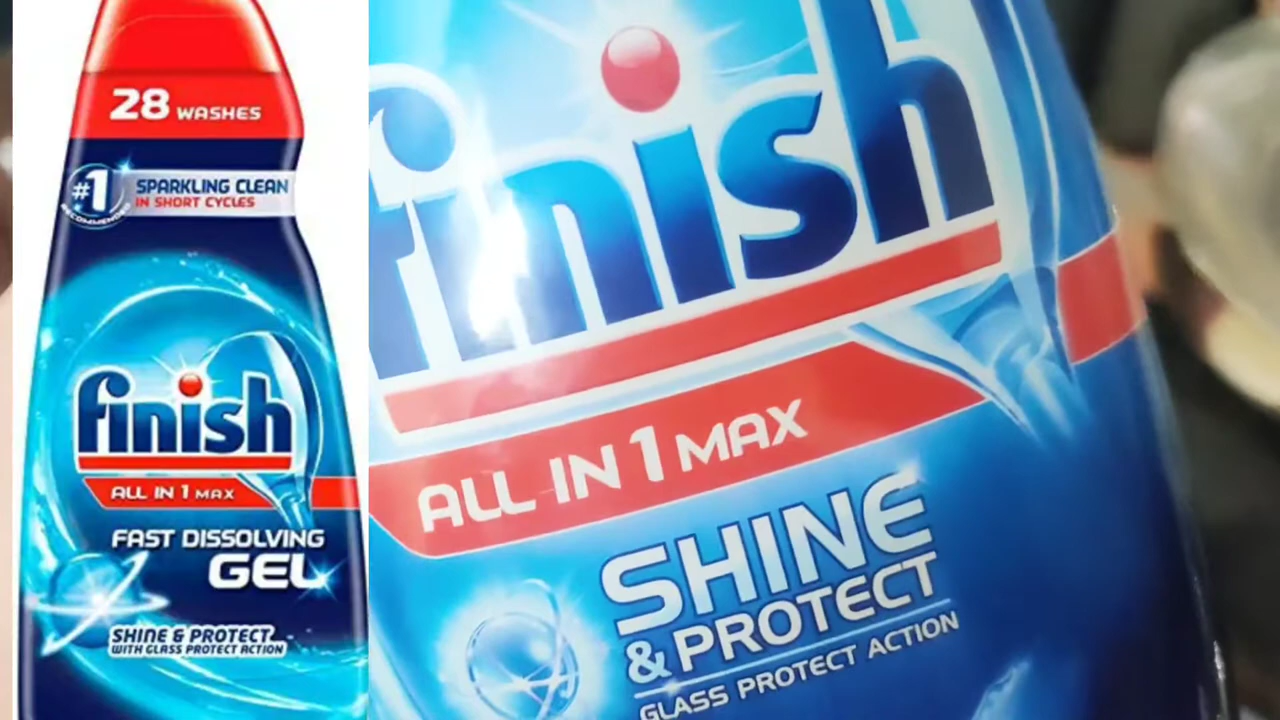 28 WASHES
#1
RECOMMENDED
SPARKLING CLEAN
IN SHORT CYCLES
finish
ALL IN 1 MAX
FAST DISSOLVING
GEL
SHINE & PROTECT
WITH GLASS PROTECT ACTION
finish
ALL IN 1 MAX
SHINE
& PROTECT
GLASS PROTECT ACTION